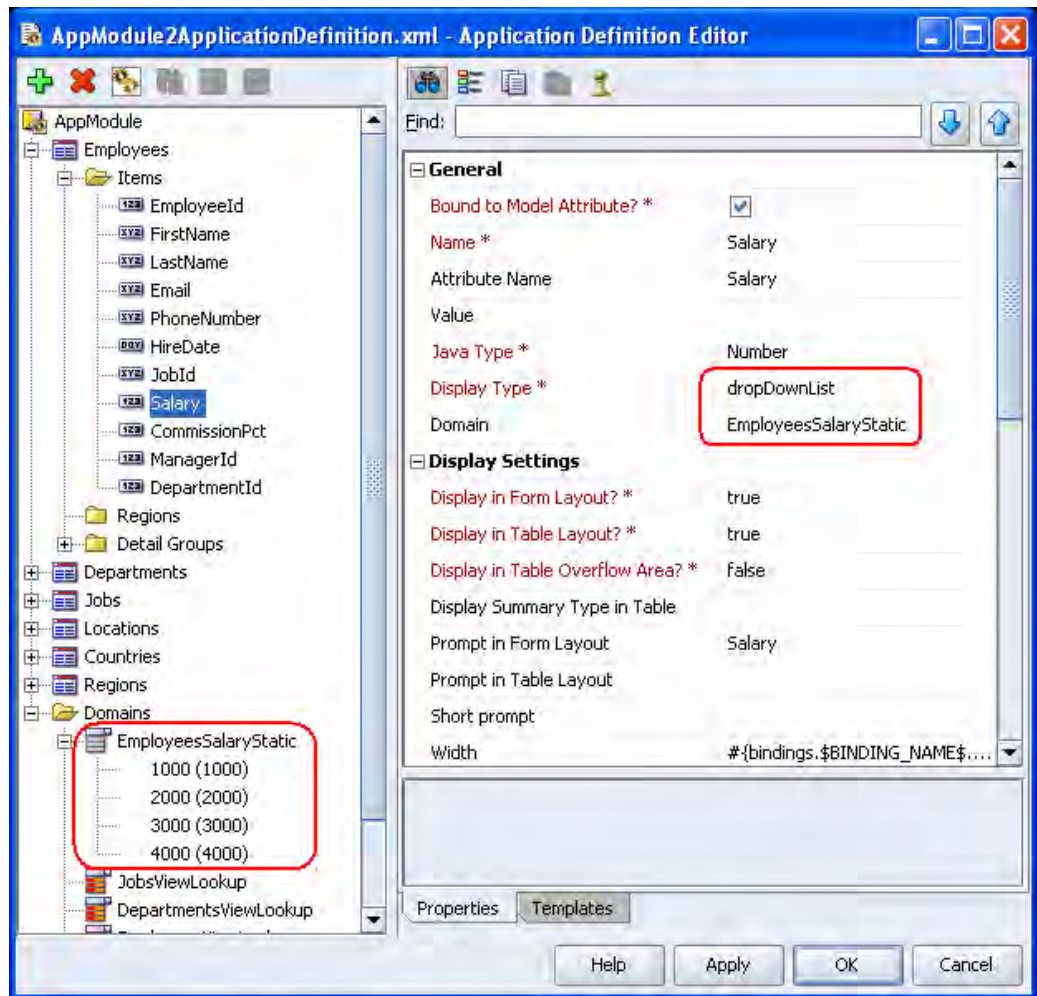 AppModule2ApplicationDefinition.xml - Application Definition Editor
AppModule
Employees
Items
EmployeeId
FirstName
LastName
Email
PhoneNumber
HireDate
JobId
Salary
CommissionPct
ManagerId
DepartmentId
Regions
Detail Groups
Departments
Jobs
Locations
Countries
Regions
Domains
EmployeesSalaryStatic
1000 (1000)
2000 (2000)
3000 (3000)
4000 (4000)
JobsViewLookup
DepartmentsViewLookup
Find:
General
Bound to Model Attribute? *
Name * Salary
Attribute Name Salary
Value
Java Type * Number
Display Type * dropDownList
Domain EmployeesSalaryStatic
Display Settings
Display in Form Layout? * true
Display in Table Layout? * true
Display in Table Overflow Area? * false
Display Summary Type in Table
Prompt in Form Layout Salary
Prompt in Table Layout
Short prompt
Width #{bindings.$BINDING_NAME$....
Properties Templates
Help Apply OK Cancel